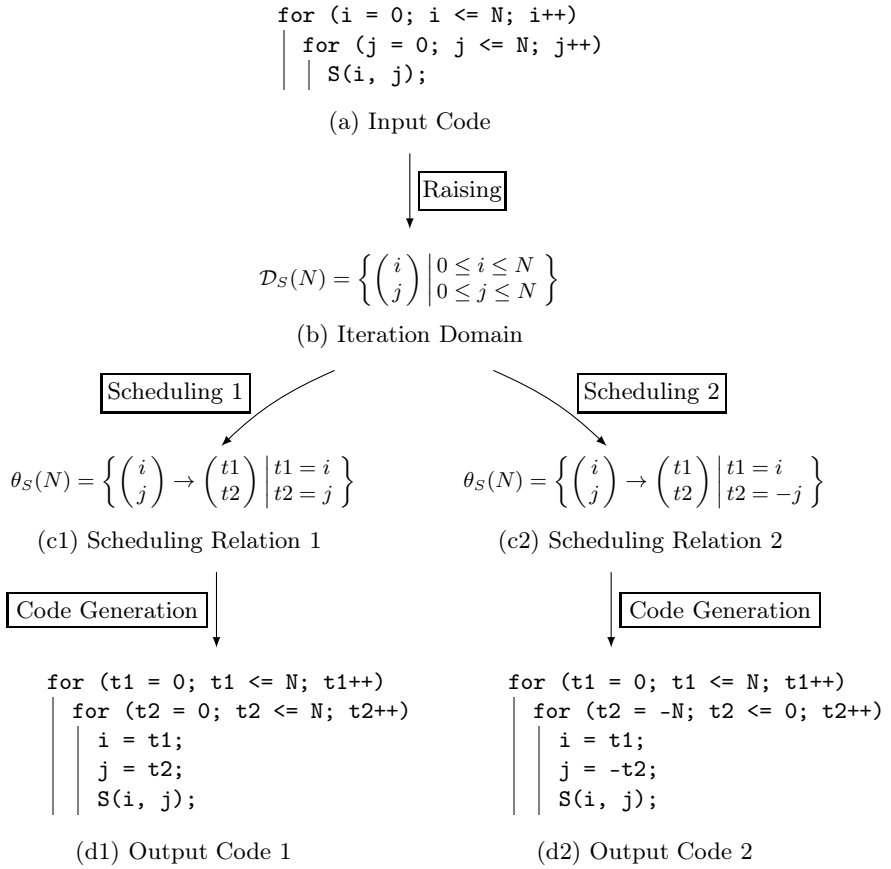 for (i = 0; i <= N; i++)
for (j = 0; j <= N; j++)
S(i, j);
(a) Input Code
Raising
𝒟_S(N) = { ( i j ) | 0 ≤ i ≤ N 0 ≤ j ≤ N }
(b) Iteration Domain
Scheduling 1
Scheduling 2
θ_S(N) = { ( i j ) → ( t1 t2 ) | t1 = i t2 = j }
(c1) Scheduling Relation 1
θ_S(N) = { ( i j ) → ( t1 t2 ) | t1 = i t2 = −j }
(c2) Scheduling Relation 2
Code Generation
Code Generation
for (t1 = 0; t1 <= N; t1++)
for (t2 = 0; t2 <= N; t2++)
i = t1;
j = t2;
S(i, j);
(d1) Output Code 1
for (t1 = 0; t1 <= N; t1++)
for (t2 = -N; t2 <= 0; t2++)
i = t1;
j = -t2;
S(i, j);
(d2) Output Code 2